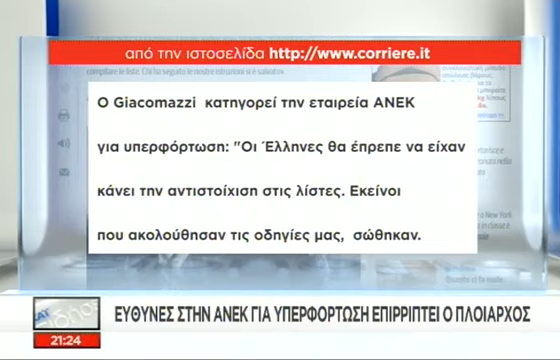 από την ιστοσελίδα http://www.corriere.it
Ο Giacomazzi κατηγορεί την εταιρεία ΑΝΕΚ
για υπερφόρτωση: "Οι Έλληνες θα έπρεπε να είχαν
κάνει την αντιστοίχιση στις λίστες. Εκείνοι
που ακολούθησαν τις οδηγίες μας, σώθηκαν.
ΕΥΘΥΝΕΣ ΣΤΗΝ ΑΝΕΚ ΓΙΑ ΥΠΕΡΦΟΡΤΩΣΗ ΕΠΙΡΡΙΠΤΕΙ Ο ΠΛΟΙΑΡΧΟΣ
21:24